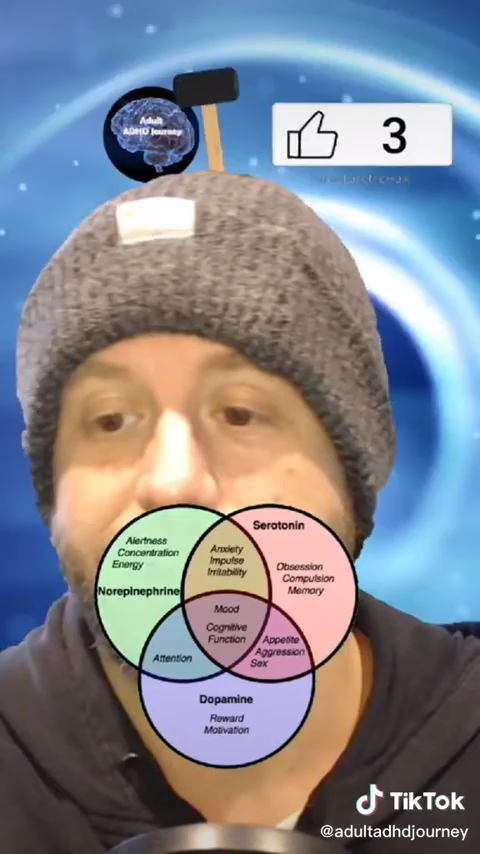 Adult
ADHD Journey
3
Serotonin
Alertness
Concentration
Energy
Anxiety
Impulse
Irritability
Obsession
Compulsion
Memory
Norepinephrine
Mood
Cognitive
Function
Appetite
Aggression
Sex
Attention
Dopamine
Reward
Motivation
TikTok
@adultadhdjourney